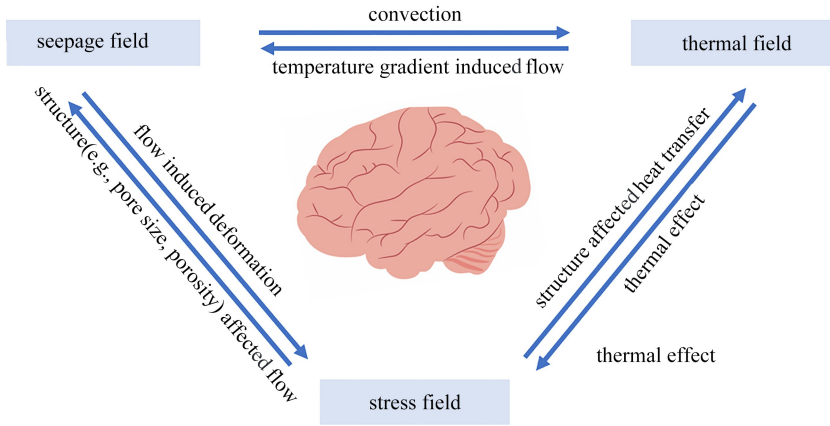 convection
seepage field
thermal field
temperature gradient induced flow
flow induced deformation
structure(e.g., pore size, porosity) affected flow
structure affected heat transfer
thermal effect
thermal effect
stress field